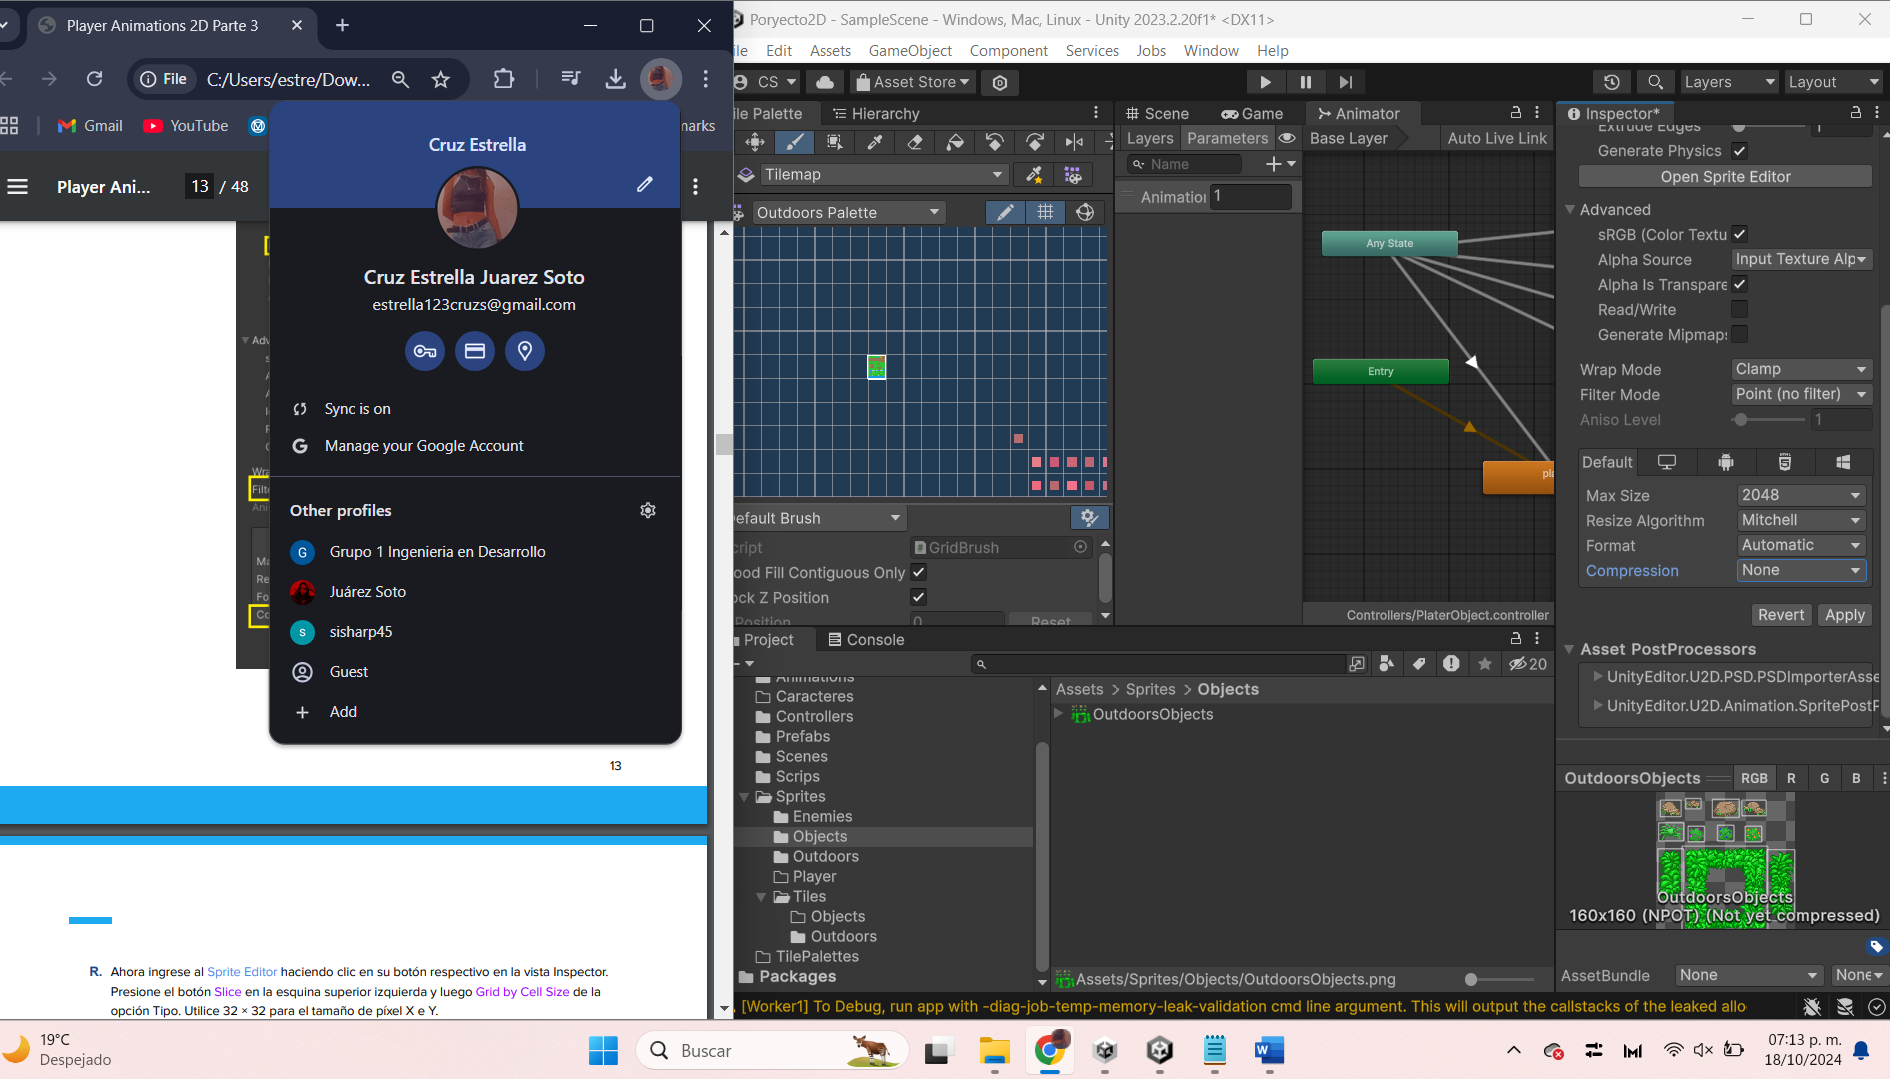 Player Animations 2D Parte 3
File
C:/Users/estre/Dow...
Gmail
YouTube
Player Ani...
13 / 48
Cruz Estrella
Cruz Estrella Juarez Soto
estrella123cruzs@gmail.com
Sync is on
Manage your Google Account
Other profiles
G
Grupo 1 Ingenieria en Desarrollo
Juárez Soto
s
sisharp45
Guest
Add
13
R. Ahora ingrese al Sprite Editor haciendo clic en su botón respectivo en la vista Inspector.
Presione el botón Slice en la esquina superior izquierda y luego Grid by Cell Size de la
opción Tipo. Utilice 32 × 32 para el tamaño de píxel X e Y.
Poryecto2D - SampleScene - Windows, Mac, Linux - Unity 2023.2.20f1* <DX11>
Edit Assets GameObject Component Services Jobs Window Help
CS
Asset Store
Layers
Layout
Hierarchy
Tilemap
Outdoors Palette
GridBrush
0
Reset
Scene
Game
Animator
Layers
Parameters
Base Layer
Auto Live Link
Name
1
Any State
Entry
Controllers/PlaterObject.controller
Inspector*
Generate Physics
Open Sprite Editor
Advanced
sRGB (Color Textu
Alpha Source
Input Texture Alp
Alpha Is Transpare
Read/Write
Generate Mipmaps
Wrap Mode
Clamp
Filter Mode
Point (no filter)
Aniso Level
1
Default
Max Size
2048
Resize Algorithm
Mitchell
Format
Automatic
Compression
None
Revert
Apply
Asset PostProcessors
UnityEditor.U2D.PSD.PSDImporterAsse
UnityEditor.U2D.Animation.SpritePostF
OutdoorsObjects
RGB R G B
OutdoorsObjects
160x160 (NPOT) (Not yet compressed)
AssetBundle
None
None
Project
Console
20
Animations
Caracteres
Controllers
Prefabs
Scenes
Scrips
Sprites
Enemies
Objects
Outdoors
Player
Tiles
Objects
Outdoors
TilePalettes
Packages
Assets > Sprites > Objects
OutdoorsObjects
Assets/Sprites/Objects/OutdoorsObjects.png
[Worker1] To Debug, run app with -diag-job-temp-memory-leak-validation cmd line argument. This will output the callstacks of the leaked allo
19°C
Despejado
Buscar
07:13 p. m.
18/10/2024